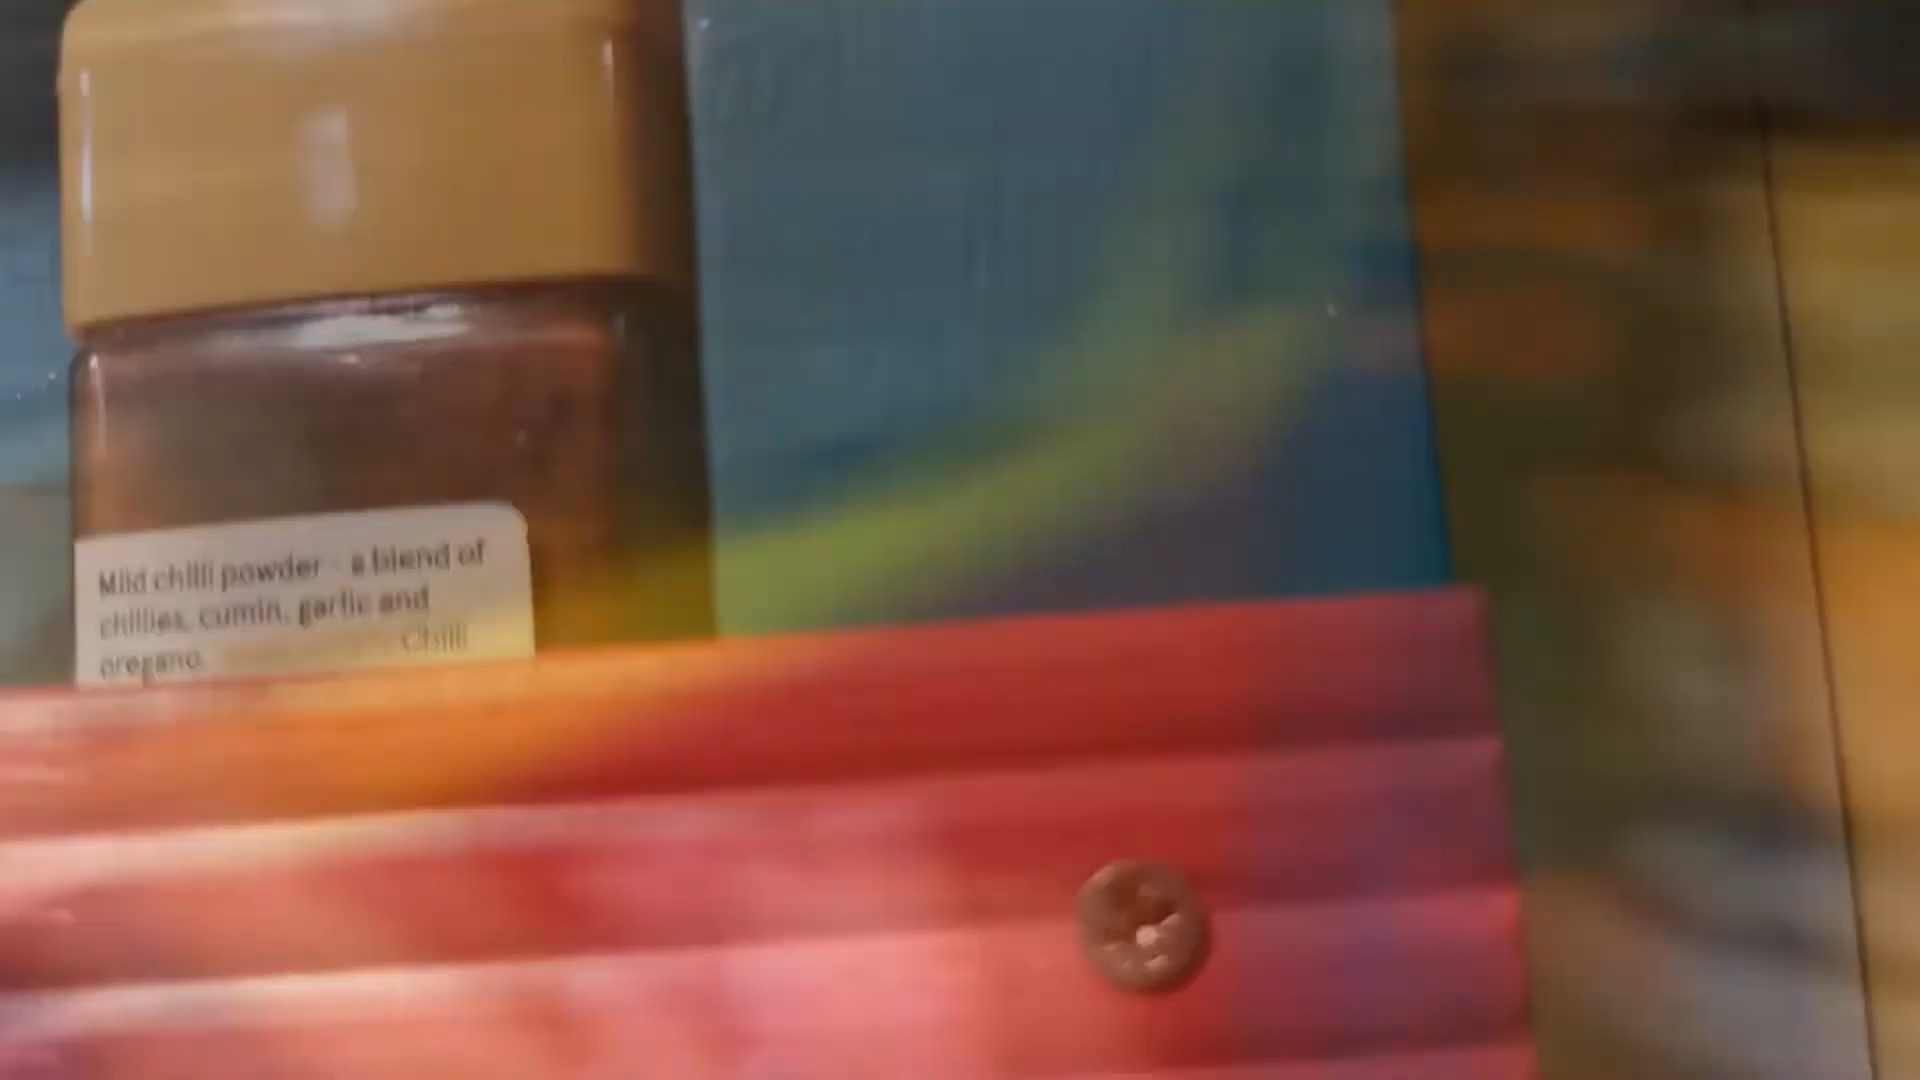 Mild chilli powder - a blend of
chillies, cumin, garlic and
oregano. Chilli